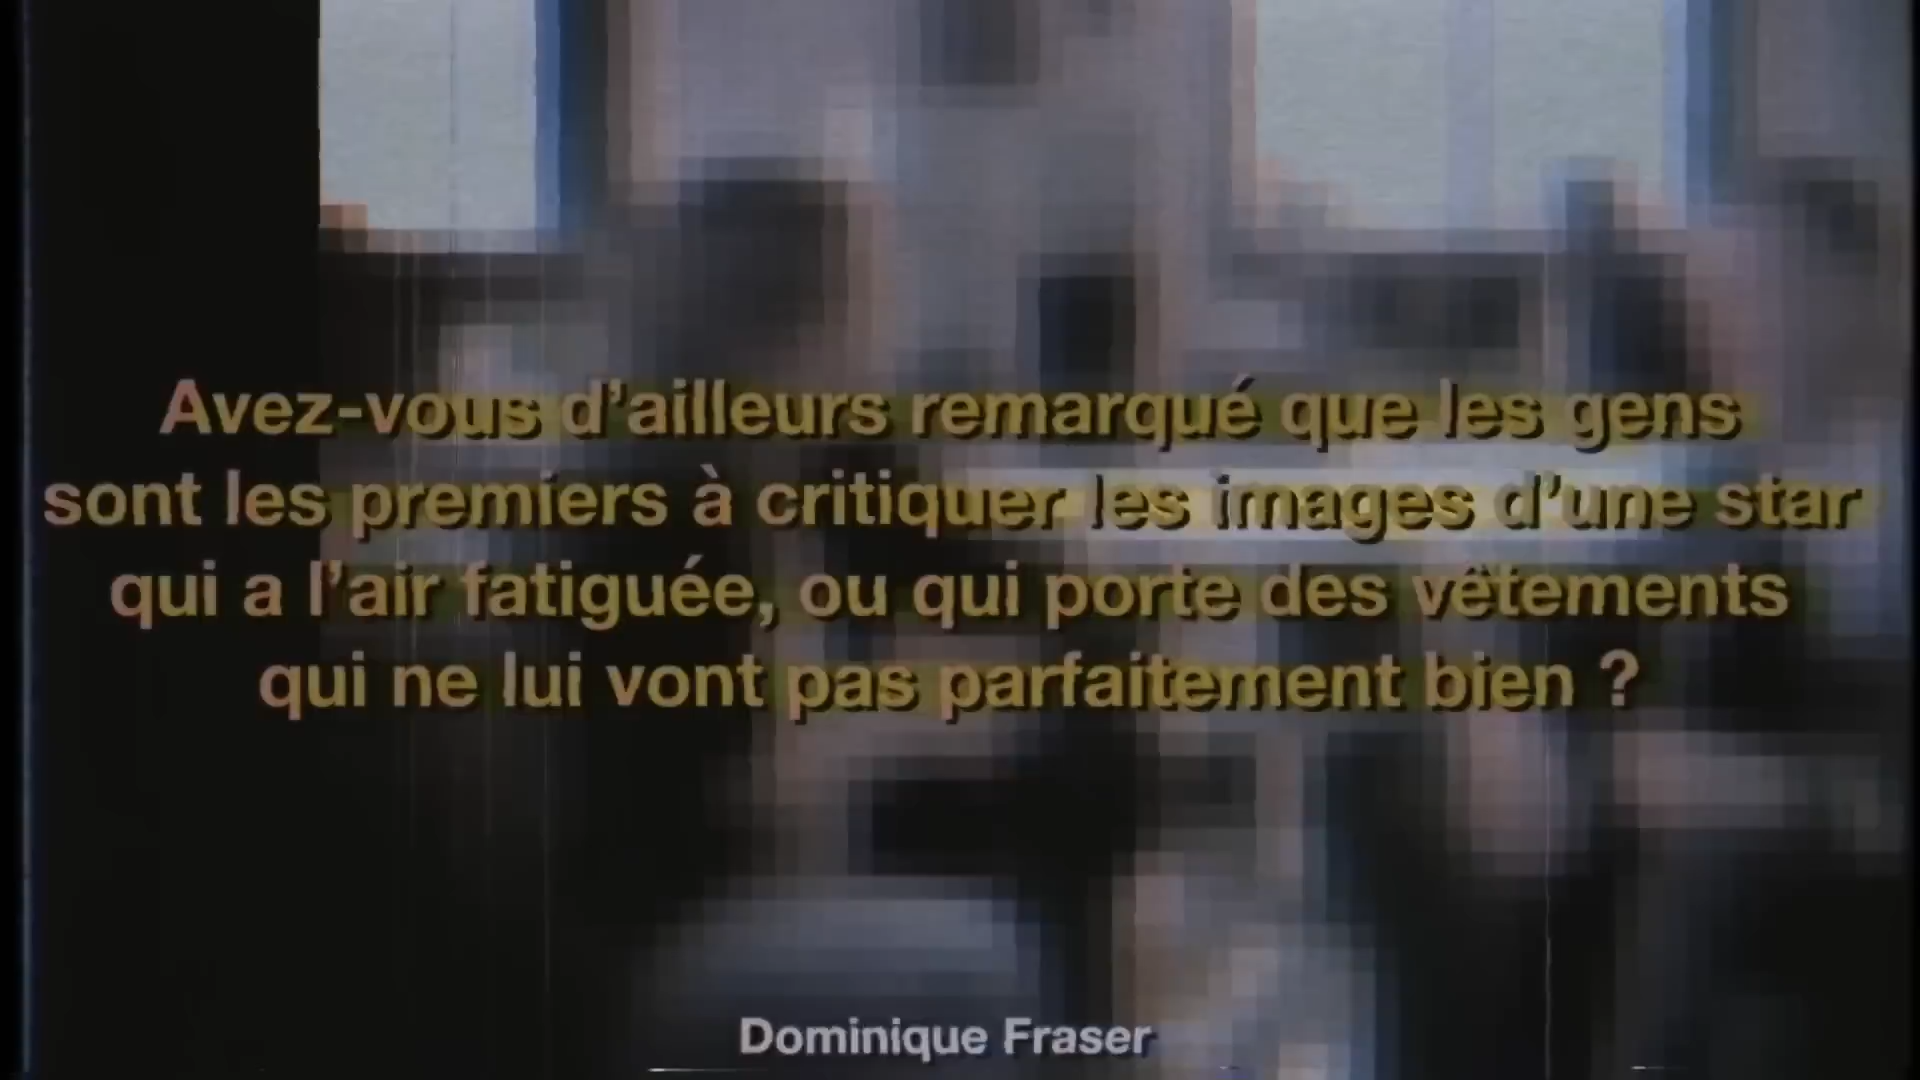 Avez-vous d’ailleurs remarqué que les gens
sont les premiers à critiquer les images d’une star
qui a l’air fatiguée, ou qui porte des vêtements
qui ne lui vont pas parfaitement bien ?
Dominique Fraser